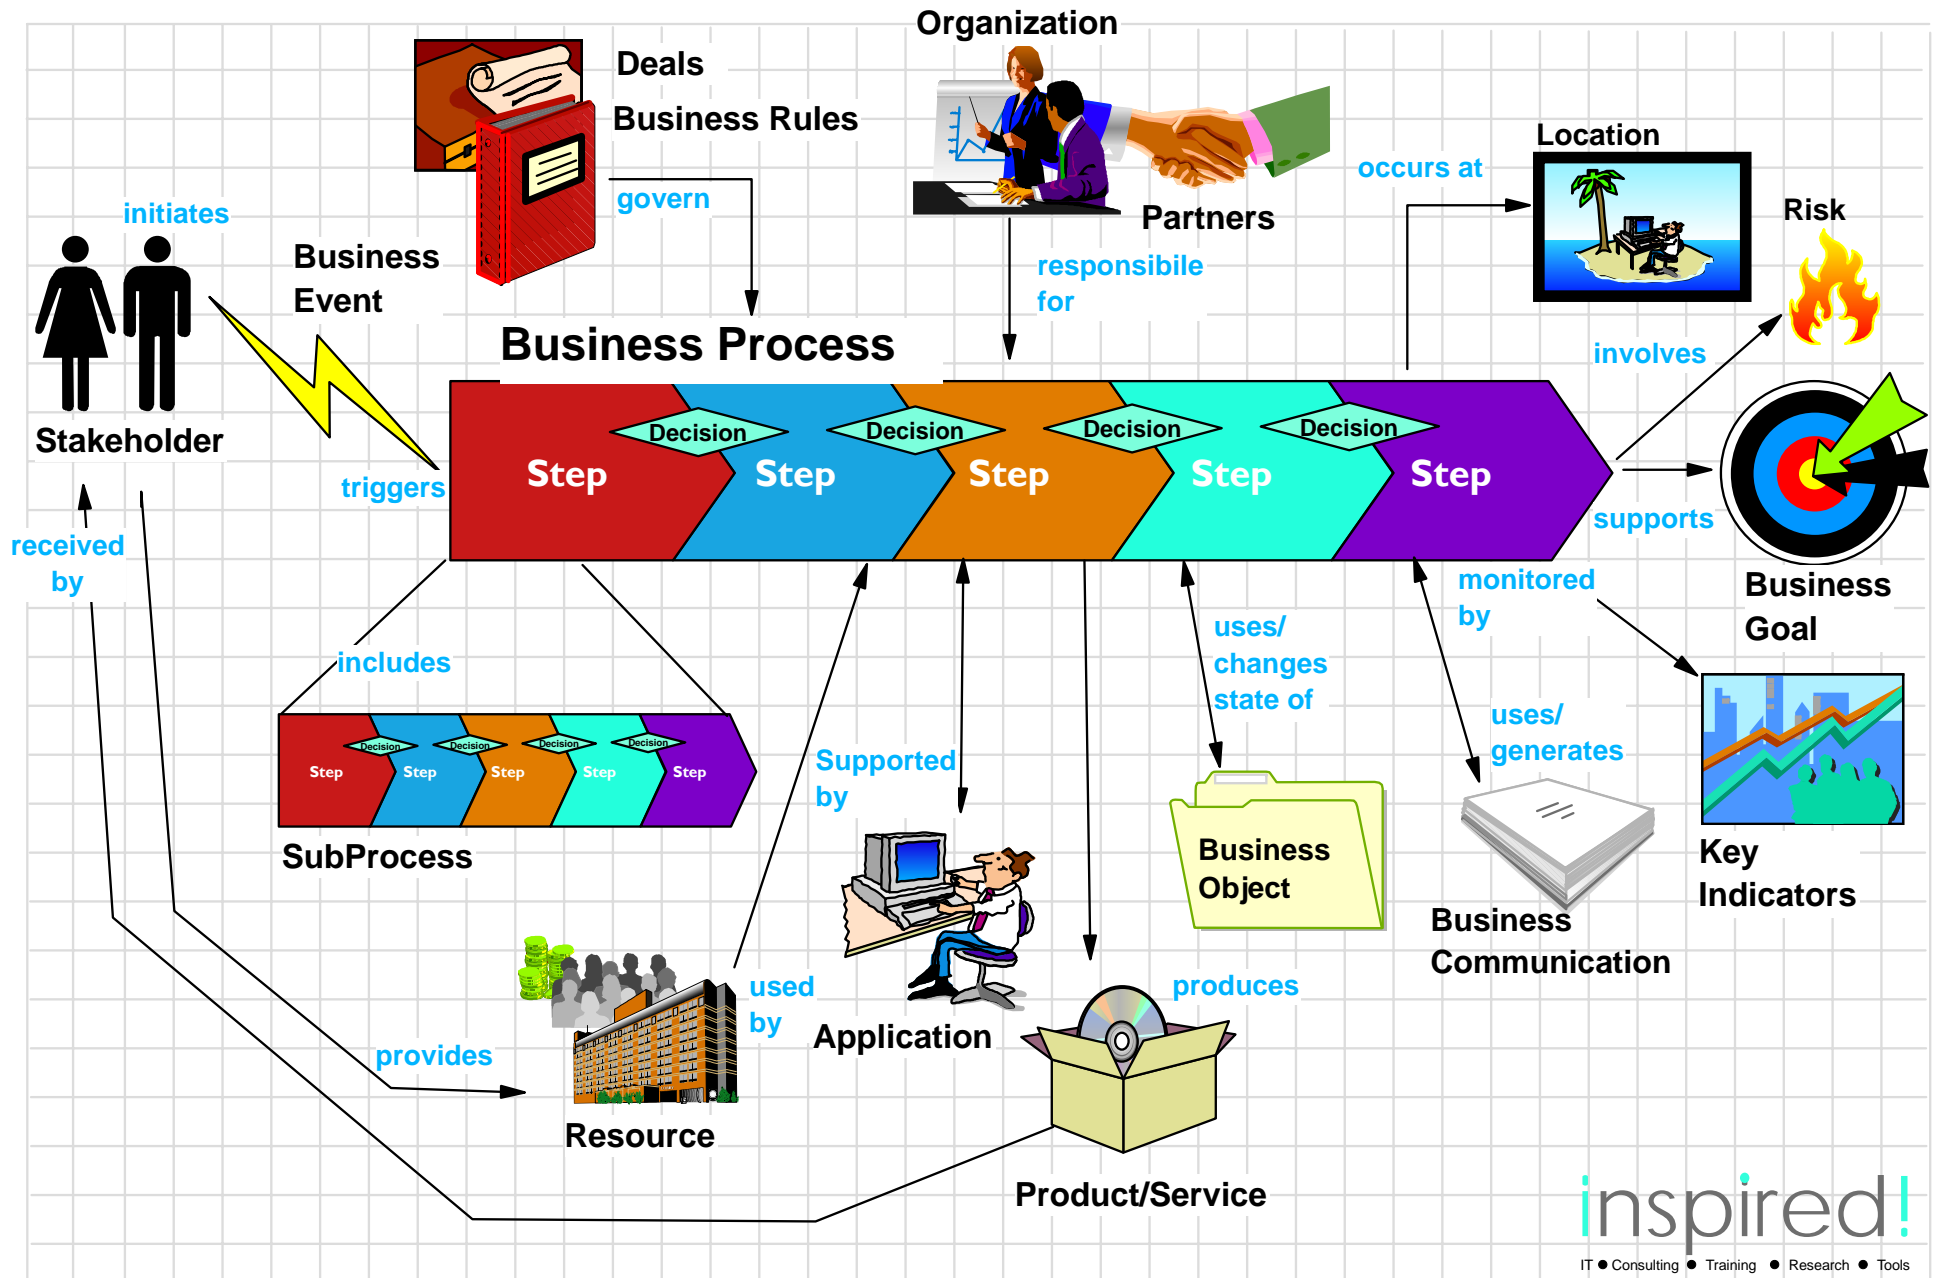 Organization
Deals
Business Rules
govern
Partners
responsibile
for
occurs at
Location
Risk
initiates
Business
Event
Stakeholder
triggers
received
by
Business Process
Step
Decision
Step
Decision
Step
Decision
Step
Decision
Step
involves
supports
Business
Goal
monitored
by
includes
Step
Decision
Step
Decision
Step
Decision
Step
Decision
Step
SubProcess
uses/
changes
state of
uses/
generates
Supported
by
Business
Object
Key
Indicators
Business
Communication
used
by
Application
produces
provides
Resource
Product/Service
inspired!
IT ● Consulting ● Training ● Research ● Tools